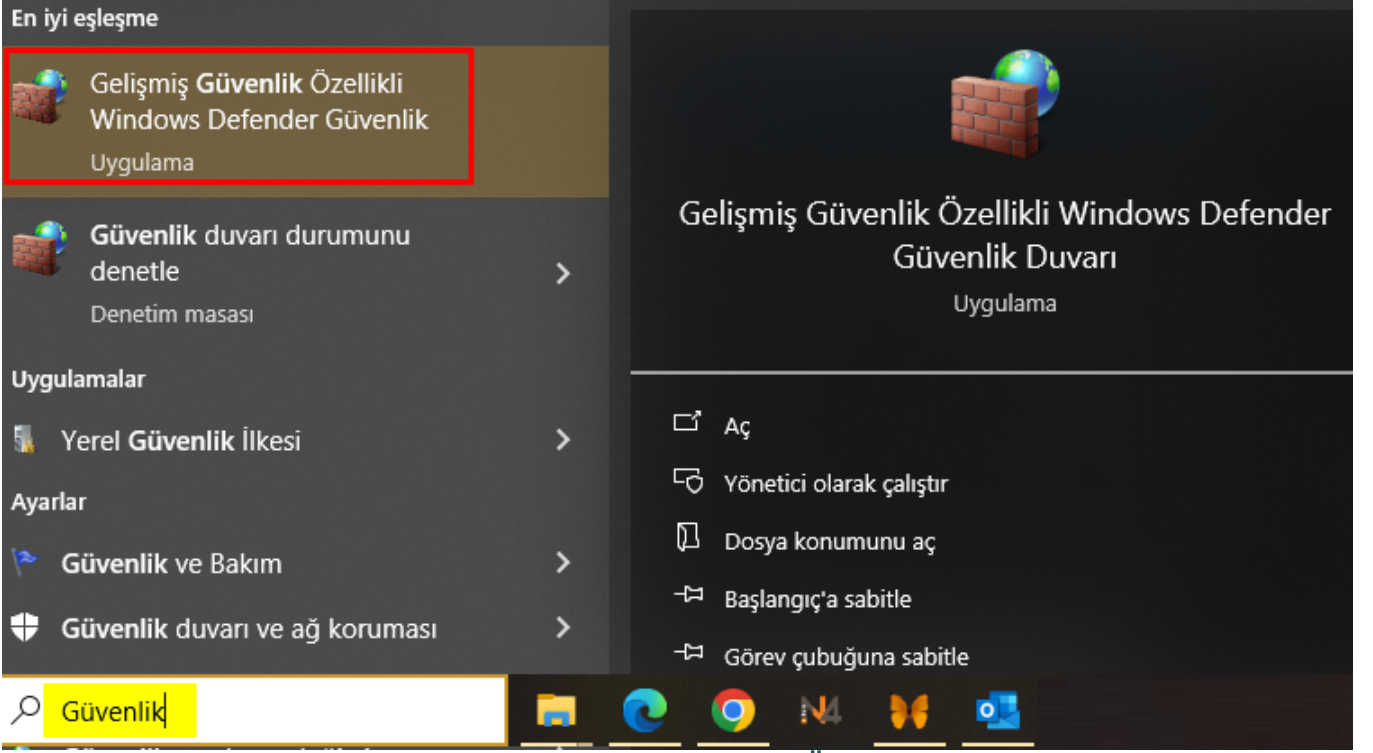 En iyi eşleşme
Gelişmiş Güvenlik Özellikli
Windows Defender Güvenlik
Uygulama
Güvenlik duvarı durumunu
denetle
Denetim masası
Uygulamalar
Yerel Güvenlik İlkesi
Ayarlar
Güvenlik ve Bakım
Güvenlik duvarı ve ağ koruması
Güvenlik
Gelişmiş Güvenlik Özellikli Windows Defender
Güvenlik Duvarı
Uygulama
Aç
Yönetici olarak çalıştır
Dosya konumunu aç
Başlangıç'a sabitle
Görev çubuğuna sabitle
N4